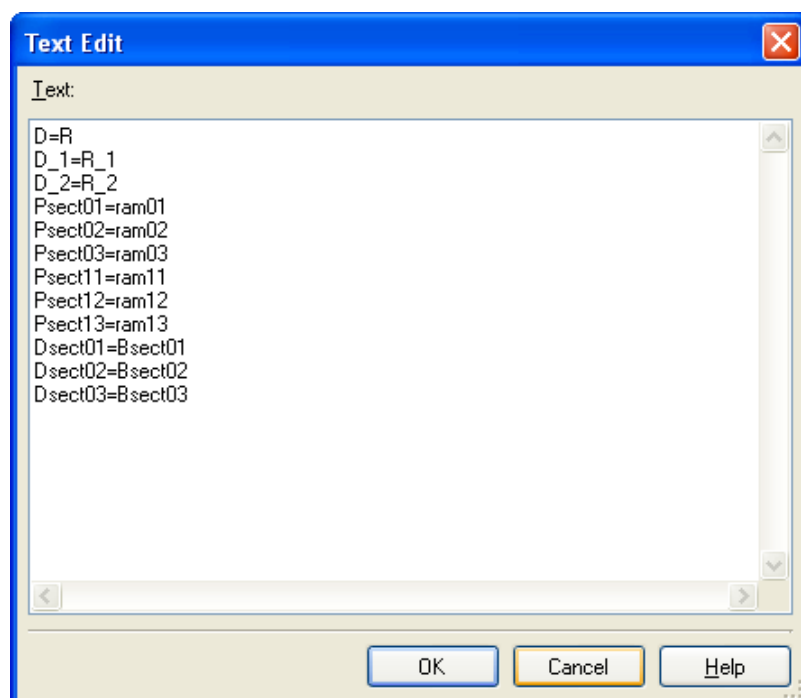 Text Edit
Text:
D=R
D_1=R_1
D_2=R_2
Psect01=ram01
Psect02=ram02
Psect03=ram03
Psect11=ram11
Psect12=ram12
Psect13=ram13
Dsect01=Bsect01
Dsect02=Bsect02
Dsect03=Bsect03
OK Cancel Help